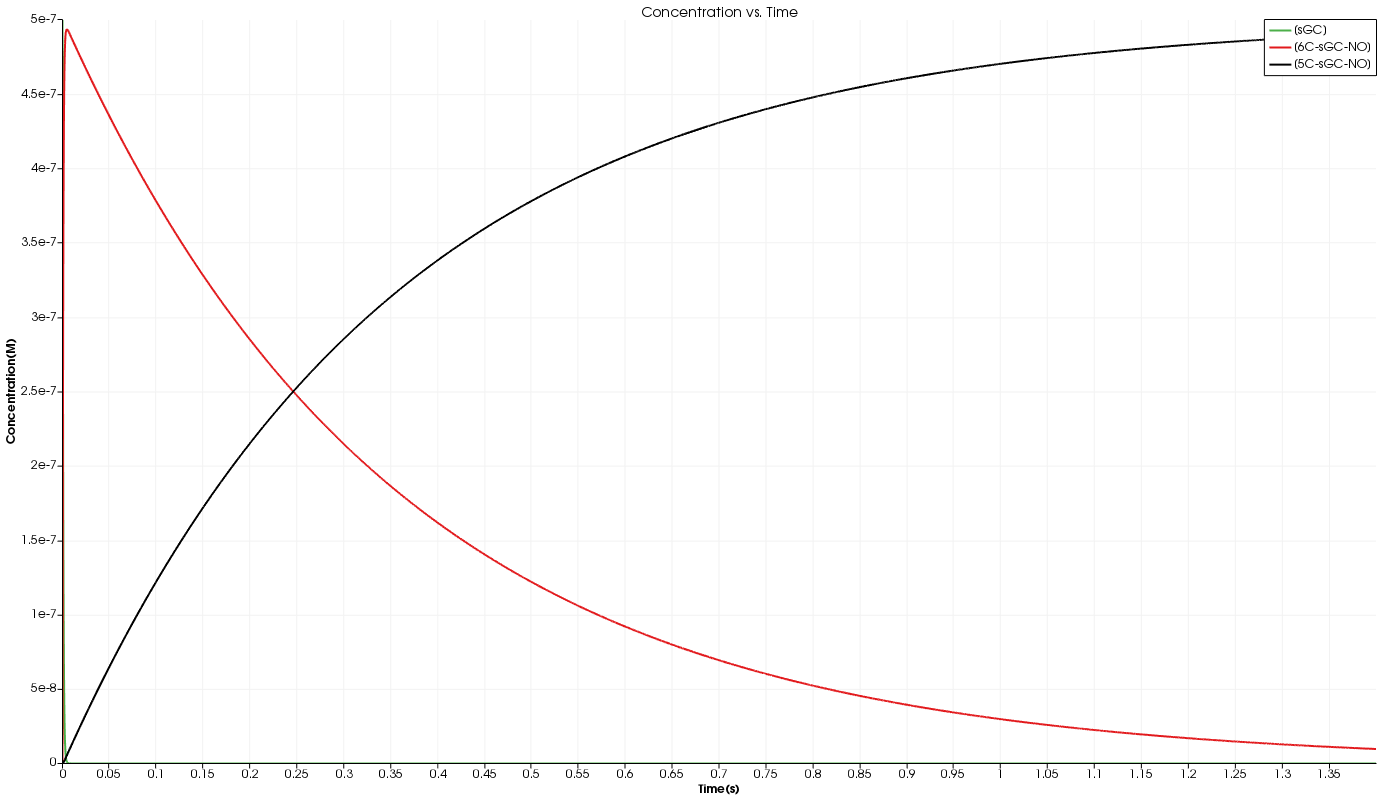 Concentration vs. Time
[sGC]
[6C-sGC-NO]
[5C-sGC-NO]
Concentration(M)
5e-7
4.5e-7
4e-7
3.5e-7
3e-7
2.5e-7
2e-7
1.5e-7
1e-7
5e-8
0
0 0.05 0.1 0.15 0.2 0.25 0.3 0.35 0.4 0.45 0.5 0.55 0.6 0.65 0.7 0.75 0.8 0.85 0.9 0.95 1 1.05 1.1 1.15 1.2 1.25 1.3 1.35
Time(s)